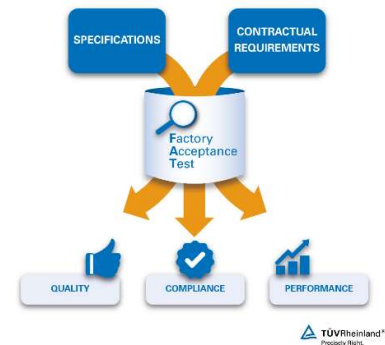 SPECIFICATIONS
CONTRACTUAL
REQUIREMENTS
Factory
Acceptance
Test
QUALITY
COMPLIANCE
PERFORMANCE
TÜVRheinland®
Precisely Right.